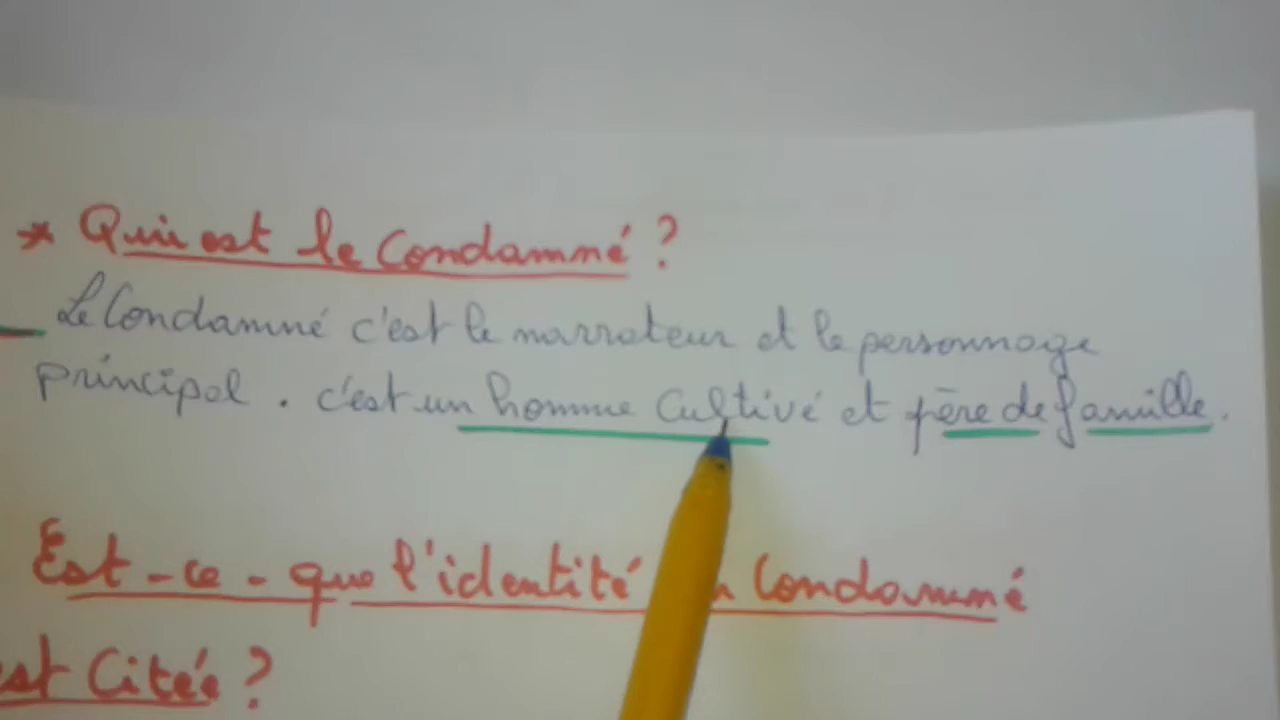 * Qui est le Condamné ?
Le Condamné c'est le narrateur et le personnage
principal. c'est un homme Cultivé et père de famille.
Est-ce-que l'identité Condamné
Citée ?